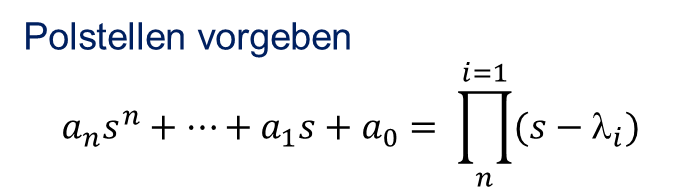 Polstellen vorgeben
i=1
aₙsⁿ + ⋯ + a₁s + a₀ = ∏(s − λᵢ)
n